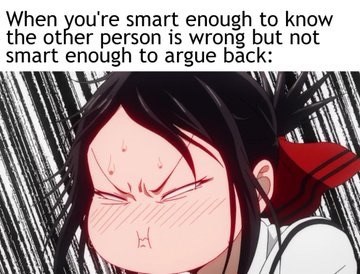 When you're smart enough to know
the other person is wrong but not
smart enough to argue back: